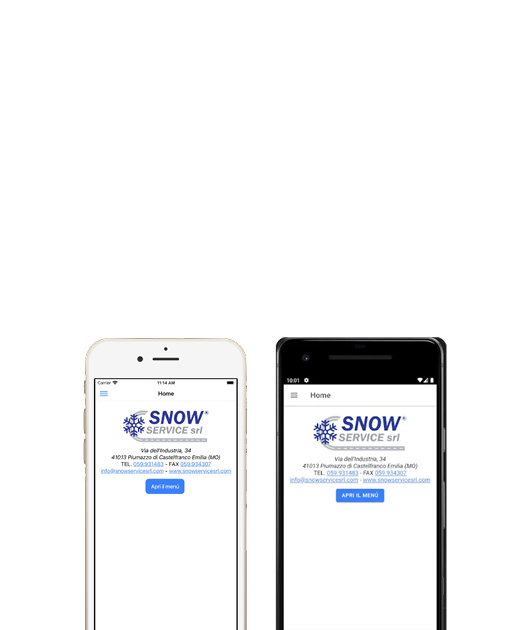 Carrier 11:14 AM
Home
SNOW®
SERVICE srl
Via dell'Industria, 34
41013 Piumazzo di Castelfranco Emilia (MO)
TEL. 059.931483 - FAX 059.934307
info@snowservicesrl.com - www.snowservicesrl.com
Apri il menù
10:01
Home
SNOW®
SERVICE srl
Via dell'Industria, 34
41013 Piumazzo di Castelfranco Emilia (MO)
TEL. 059.931483 - FAX 059.934307
info@snowservicesrl.com - www.snowservicesrl.com
APRI IL MENÙ